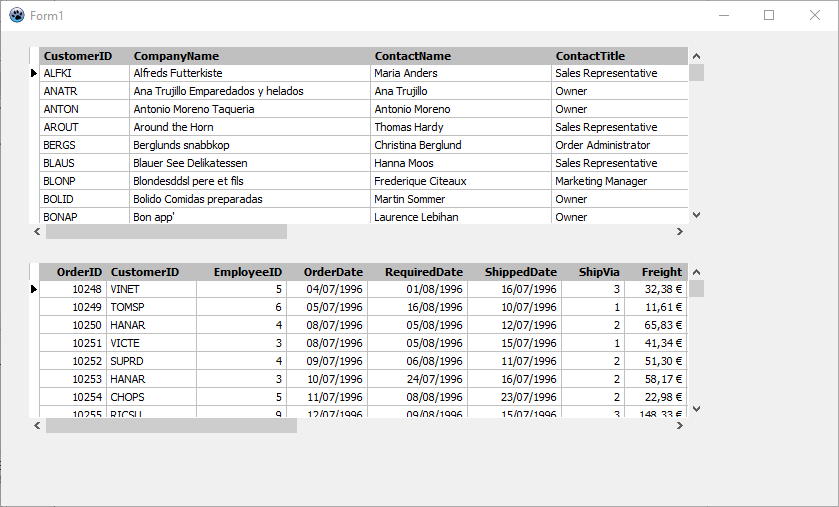 Form1
CustomerID CompanyName ContactName ContactTitle
ALFKI Alfreds Futterkiste Maria Anders Sales Representative
ANATR Ana Trujillo Emparedados y helados Ana Trujillo Owner
ANTON Antonio Moreno Taqueria Antonio Moreno Owner
AROUT Around the Horn Thomas Hardy Sales Representative
BERGS Berglunds snabbkop Christina Berglund Order Administrator
BLAUS Blauer See Delikatessen Hanna Moos Sales Representative
BLONP Blondesddsl pere et fils Frederique Citeaux Marketing Manager
BOLID Bolido Comidas preparadas Martin Sommer Owner
BONAP Bon app' Laurence Lebihan Owner
OrderID CustomerID EmployeeID OrderDate RequiredDate ShippedDate ShipVia Freight
10248 VINET 5 04/07/1996 01/08/1996 16/07/1996 3 32,38 €
10249 TOMSP 6 05/07/1996 16/08/1996 10/07/1996 1 11,61 €
10250 HANAR 4 08/07/1996 05/08/1996 12/07/1996 2 65,83 €
10251 VICTE 3 08/07/1996 05/08/1996 15/07/1996 1 41,34 €
10252 SUPRD 4 09/07/1996 06/08/1996 11/07/1996 2 51,30 €
10253 HANAR 3 10/07/1996 24/07/1996 16/07/1996 2 58,17 €
10254 CHOPS 5 11/07/1996 08/08/1996 23/07/1996 2 22,98 €
10255 RICSU 9 12/07/1996 09/08/1996 15/07/1996 3 148,33 €